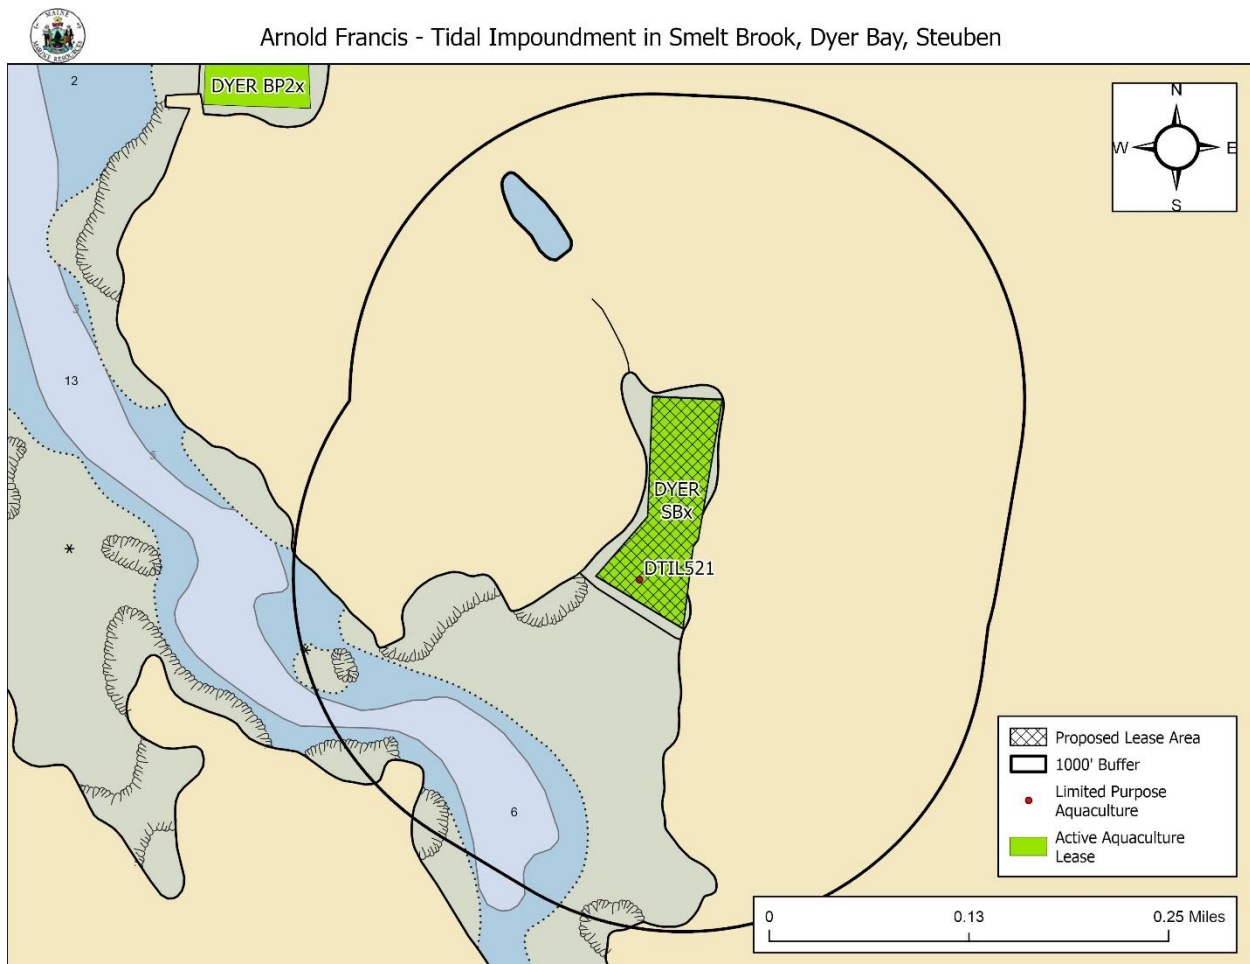 Arnold Francis - Tidal Impoundment in Smelt Brook, Dyer Bay, Steuben
2
DYER BP2x
N
W
E
S
13
DYER
SBx
DTIL521
6
Proposed Lease Area
1000' Buffer
Limited Purpose
Aquaculture
Active Aquaculture
Lease
0
0.13
0.25 Miles